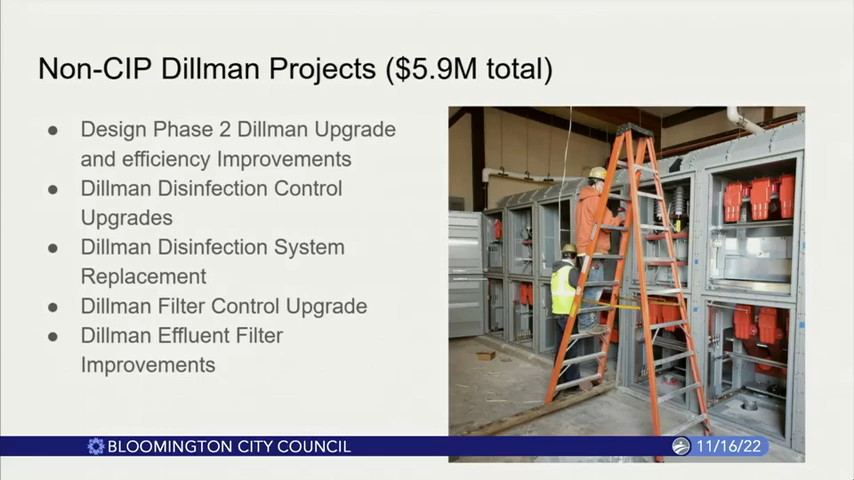 Non-CIP Dillman Projects ($5.9M total)
● Design Phase 2 Dillman Upgrade
and efficiency Improvements
● Dillman Disinfection Control
Upgrades
● Dillman Disinfection System
Replacement
● Dillman Filter Control Upgrade
● Dillman Effluent Filter
Improvements
BLOOMINGTON CITY COUNCIL
11/16/22